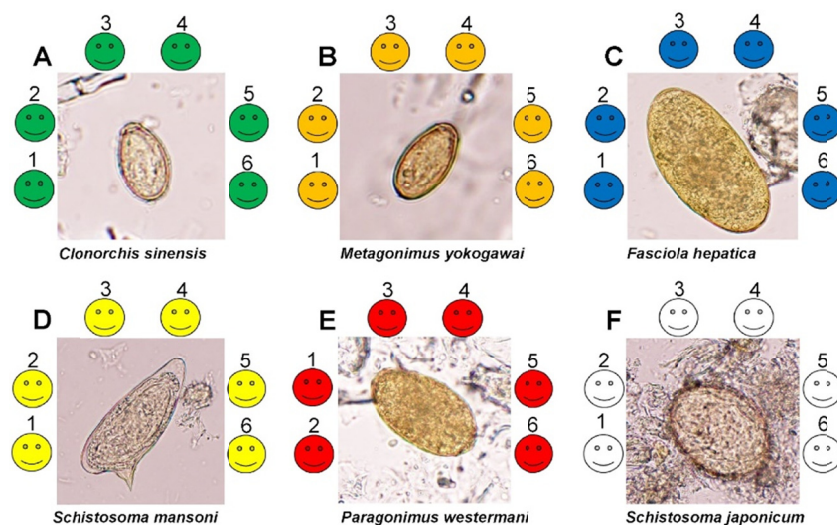 3 4 3 4 3 4
A B C
2 5 2 5 2 5
1 6 1 6 1 6
Clonorchis sinensis Metagonimus yokogawai Fasciola hepatica
3 4 3 4 3 4
D E F
2 5 1 5 2 5
1 6 2 6 1 6
Schistosoma mansoni Paragonimus westermani Schistosoma japonicum